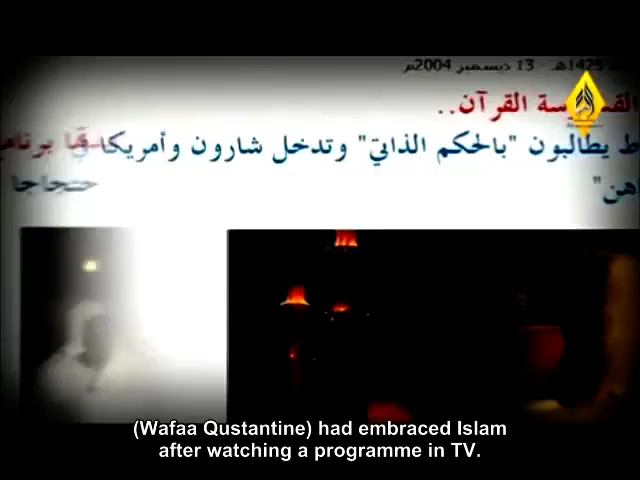 1425هـ 13 ديسمبر 2004م
القرآن..
ط يطالبون "بالحكم الذاتي" وتدخل شارون وأمريكا
اهن"
(Wafaa Qustantine) had embraced Islam
after watching a programme in TV.